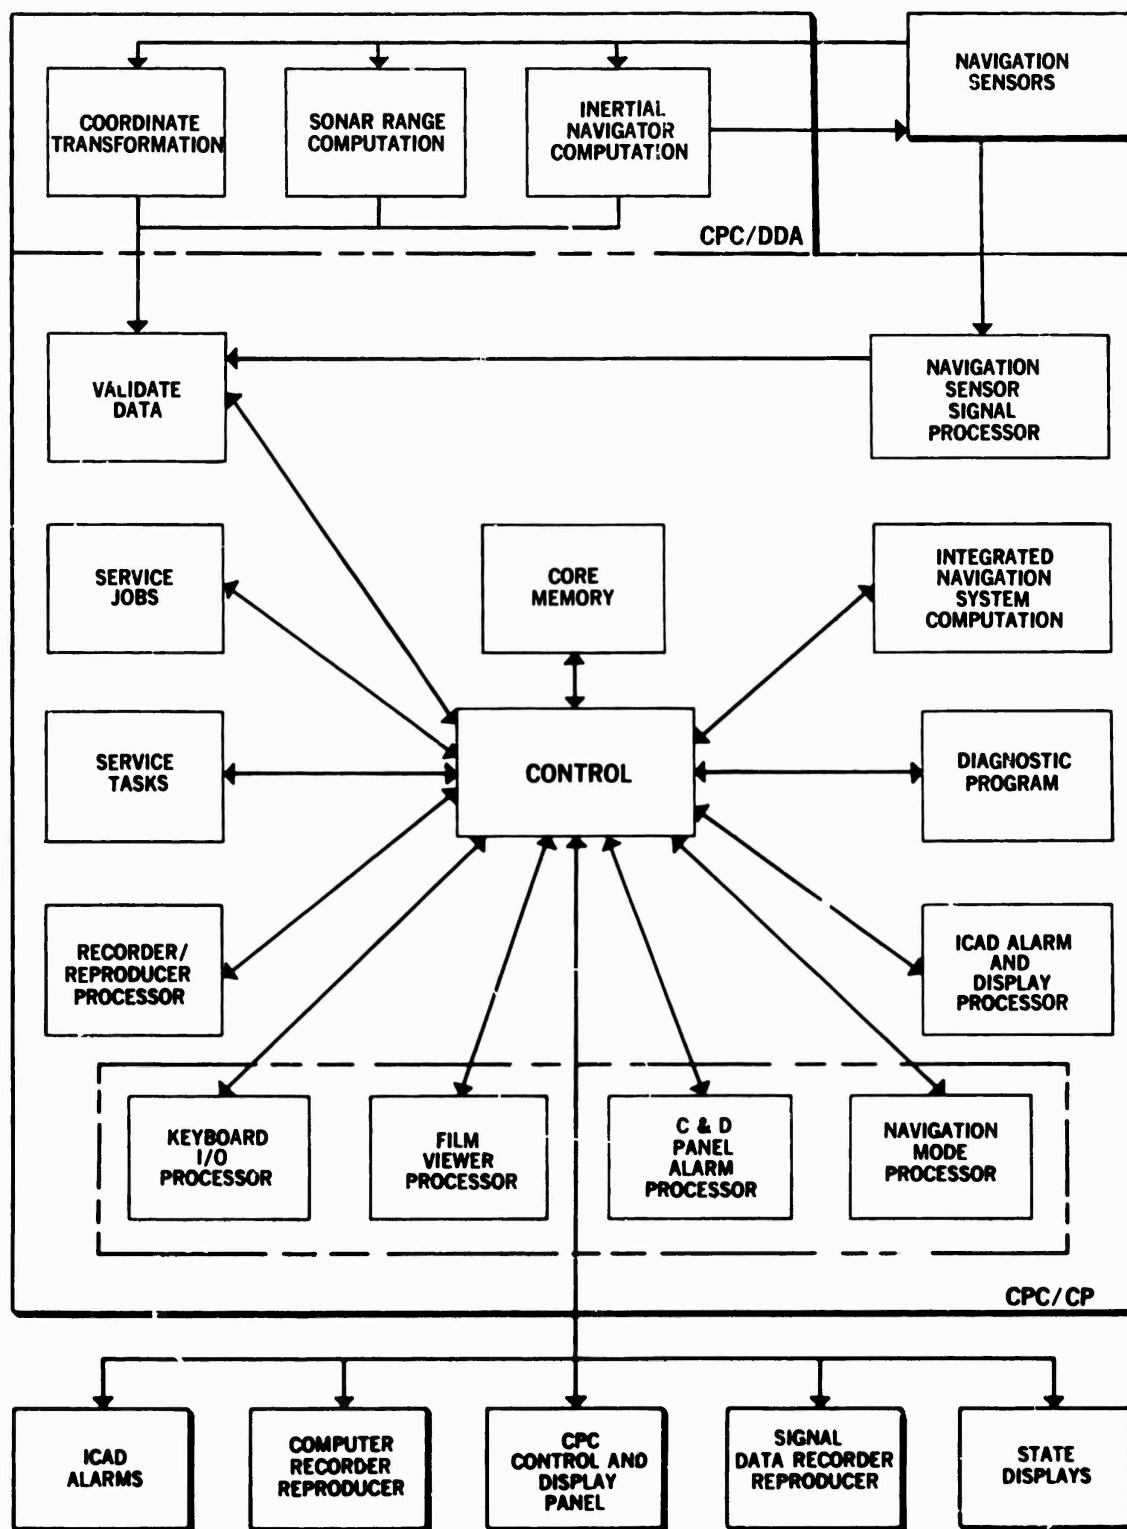 NAVIGATION
SENSORS
COORDINATE
TRANSFORMATION
SONAR RANGE
COMPUTATION
INERTIAL
NAVIGATOR
COMPUTATION
CPC/DDA
VALIDATE
DATA
NAVIGATION
SENSOR
SIGNAL
PROCESSOR
SERVICE
JOBS
CORE
MEMORY
INTEGRATED
NAVIGATION
SYSTEM
COMPUTATION
SERVICE
TASKS
CONTROL
DIAGNOSTIC
PROGRAM
RECORDER/
REPRODUCER
PROCESSOR
ICAD ALARM
AND
DISPLAY
PROCESSOR
KEYBOARD
I/O
PROCESSOR
FILM
VIEWER
PROCESSOR
C & D
PANEL
ALARM
PROCESSOR
NAVIGATION
MODE
PROCESSOR
CPC/CP
ICAD
ALARMS
COMPUTER
RECORDER
REPRODUCER
CPC
CONTROL AND
DISPLAY
PANEL
SIGNAL
DATA RECORDER
REPRODUCER
STATE
DISPLAYS